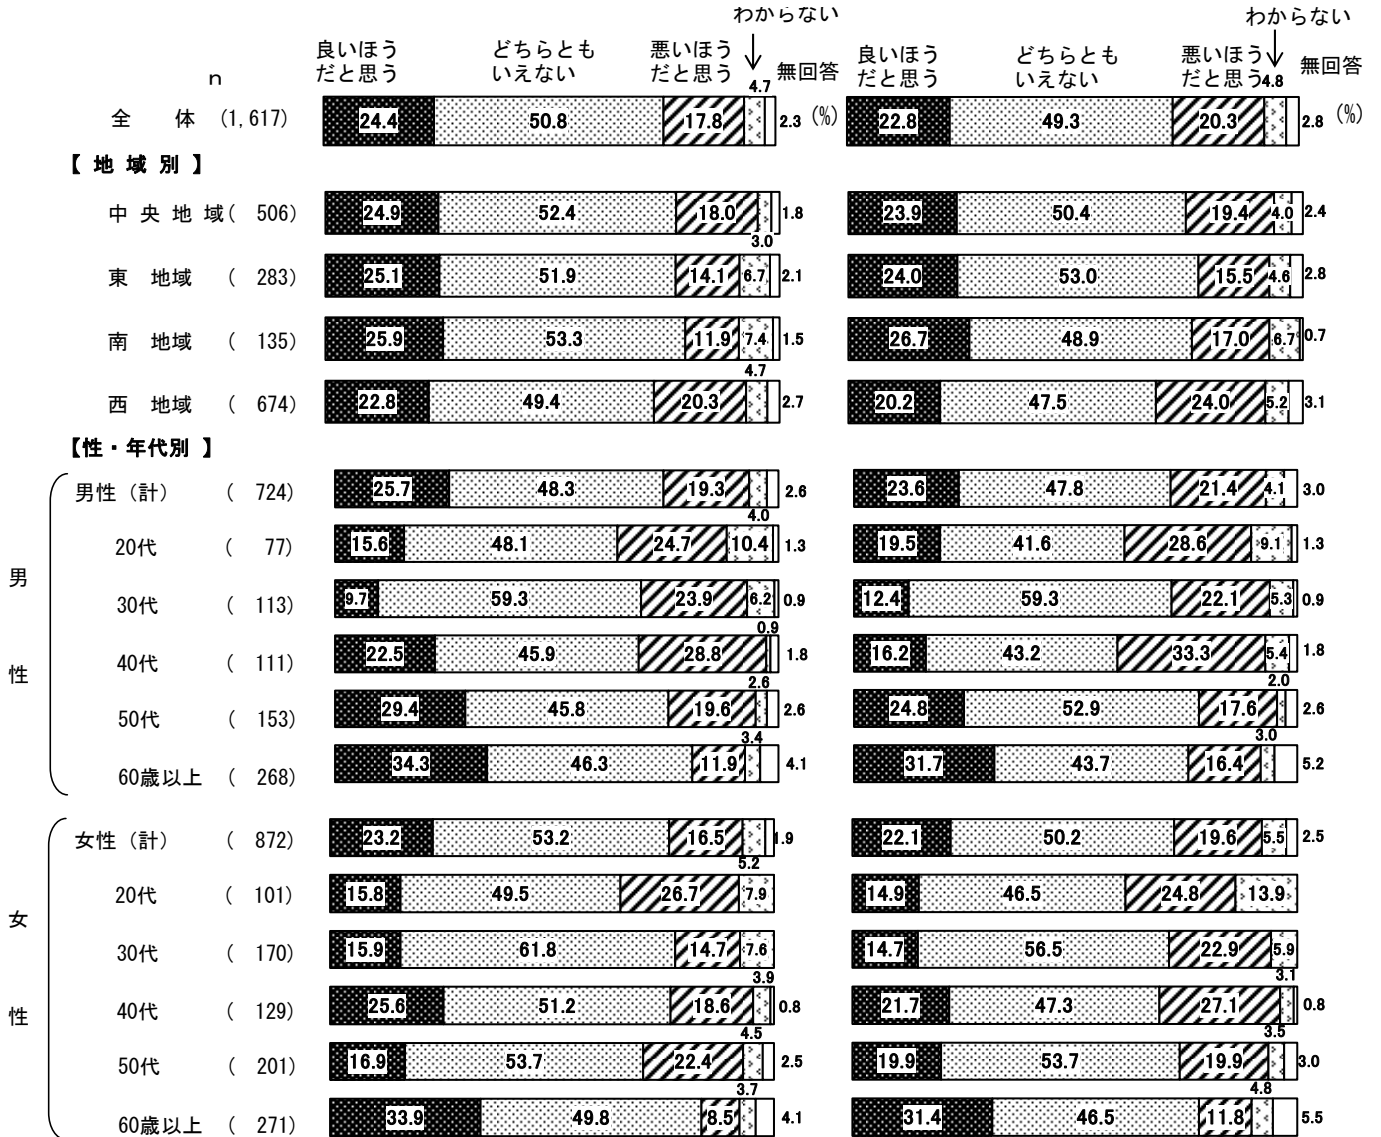 わからない わからない
良いほう どちらとも 悪いほう 良いほう どちらとも 悪いほう
だと思う いえない だと思う 無回答 だと思う いえない だと思う 無回答
n 4.7 4.8
全 体 (1,617) 24.4 50.8 17.8 2.3 (%) 22.8 49.3 20.3 2.8 (%)
【 地 域 別 】
中 央 地 域( 506) 24.9 52.4 18.0 1.8 23.9 50.4 19.4 4.0 2.4
3.0
東 地域 ( 283) 25.1 51.9 14.1 6.7 2.1 24.0 53.0 15.5 4.6 2.8
南 地域 ( 135) 25.9 53.3 11.9 7.4 1.5 26.7 48.9 17.0 6.7 0.7
4.7
西 地域 ( 674) 22.8 49.4 20.3 2.7 20.2 47.5 24.0 5.2 3.1
【性・年代別 】
男性（計） ( 724) 25.7 48.3 19.3 2.6 23.6 47.8 21.4 4.1 3.0
4.0
20代 ( 77) 15.6 48.1 24.7 10.4 1.3 19.5 41.6 28.6 9.1 1.3
男
30代 ( 113) 9.7 59.3 23.9 6.2 0.9 12.4 59.3 22.1 5.3 0.9
0.9
40代 ( 111) 22.5 45.9 28.8 1.8 16.2 43.2 33.3 5.4 1.8
性
2.6 2.0
50代 ( 153) 29.4 45.8 19.6 2.6 24.8 52.9 17.6 2.6
3.4 3.0
60歳以上 ( 268) 34.3 46.3 11.9 4.1 31.7 43.7 16.4 5.2
女性（計） ( 872) 23.2 53.2 16.5 1.9 22.1 50.2 19.6 5.5 2.5
5.2
20代 ( 101) 15.8 49.5 26.7 7.9 14.9 46.5 24.8 13.9
女
30代 ( 170) 15.9 61.8 14.7 7.6 14.7 56.5 22.9 5.9
3.9 3.1
40代 ( 129) 25.6 51.2 18.6 0.8 21.7 47.3 27.1 0.8
性
4.5 3.5
50代 ( 201) 16.9 53.7 22.4 2.5 19.9 53.7 19.9 3.0
3.7 4.8
60歳以上 ( 271) 33.9 49.8 8.5 4.1 31.4 46.5 11.8 5.5